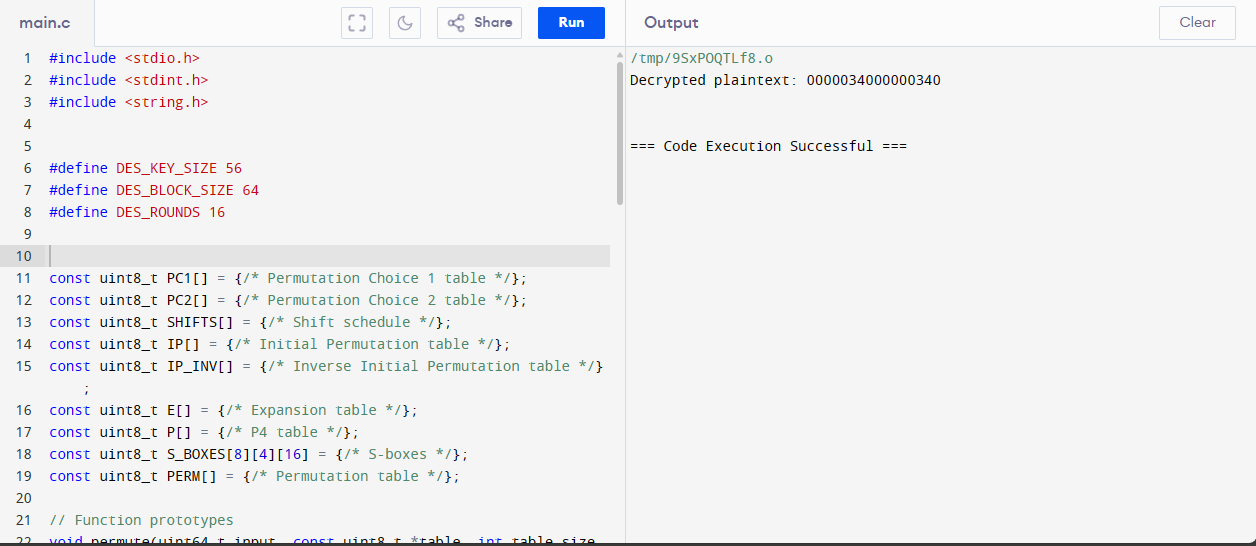 main.c
Share
Run
Output
Clear
1 #include <stdio.h>
2 #include <stdint.h>
3 #include <string.h>
4
5
6 #define DES_KEY_SIZE 56
7 #define DES_BLOCK_SIZE 64
8 #define DES_ROUNDS 16
9
10
11 const uint8_t PC1[] = {/* Permutation Choice 1 table */};
12 const uint8_t PC2[] = {/* Permutation Choice 2 table */};
13 const uint8_t SHIFTS[] = {/* Shift schedule */};
14 const uint8_t IP[] = {/* Initial Permutation table */};
15 const uint8_t IP_INV[] = {/* Inverse Initial Permutation table */}
;
16 const uint8_t E[] = {/* Expansion table */};
17 const uint8_t P[] = {/* P4 table */};
18 const uint8_t S_BOXES[8][4][16] = {/* S-boxes */};
19 const uint8_t PERM[] = {/* Permutation table */};
20
21 // Function prototypes
22 void permute(uint64_t input, const uint8_t *table, int table_size,
/tmp/9SxPOQTLf8.o
Decrypted plaintext: 0000034000000340
=== Code Execution Successful ===